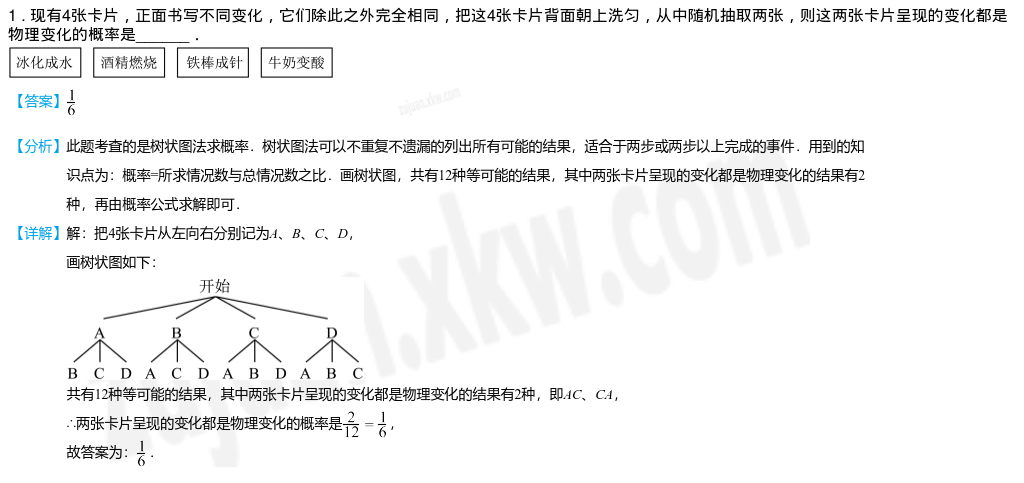 1．现有4张卡片，正面书写不同变化，它们除此之外完全相同，把这4张卡片背面朝上洗匀，从中随机抽取两张，则这两张卡片呈现的变化都是
物理变化的概率是_______．
冰化成水 酒精燃烧 铁棒成针 牛奶变酸
【答案】1/6
zujuan.xkw.com
【分析】此题考查的是树状图法求概率．树状图法可以不重复不遗漏的列出所有可能的结果，适合于两步或两步以上完成的事件．用到的知
识点为：概率=所求情况数与总情况数之比．画树状图，共有12种等可能的结果，其中两张卡片呈现的变化都是物理变化的结果有2
种，再由概率公式求解即可．
【详解】解：把4张卡片从左向右分别记为A、B、C、D，
画树状图如下：
开始
A B C D
B C D A C D A B D A B C
共有12种等可能的结果，其中两张卡片呈现的变化都是物理变化的结果有2种，即AC、CA，
∴两张卡片呈现的变化都是物理变化的概率是2/12＝1/6，
故答案为：1/6．
zujuan.xkw.com